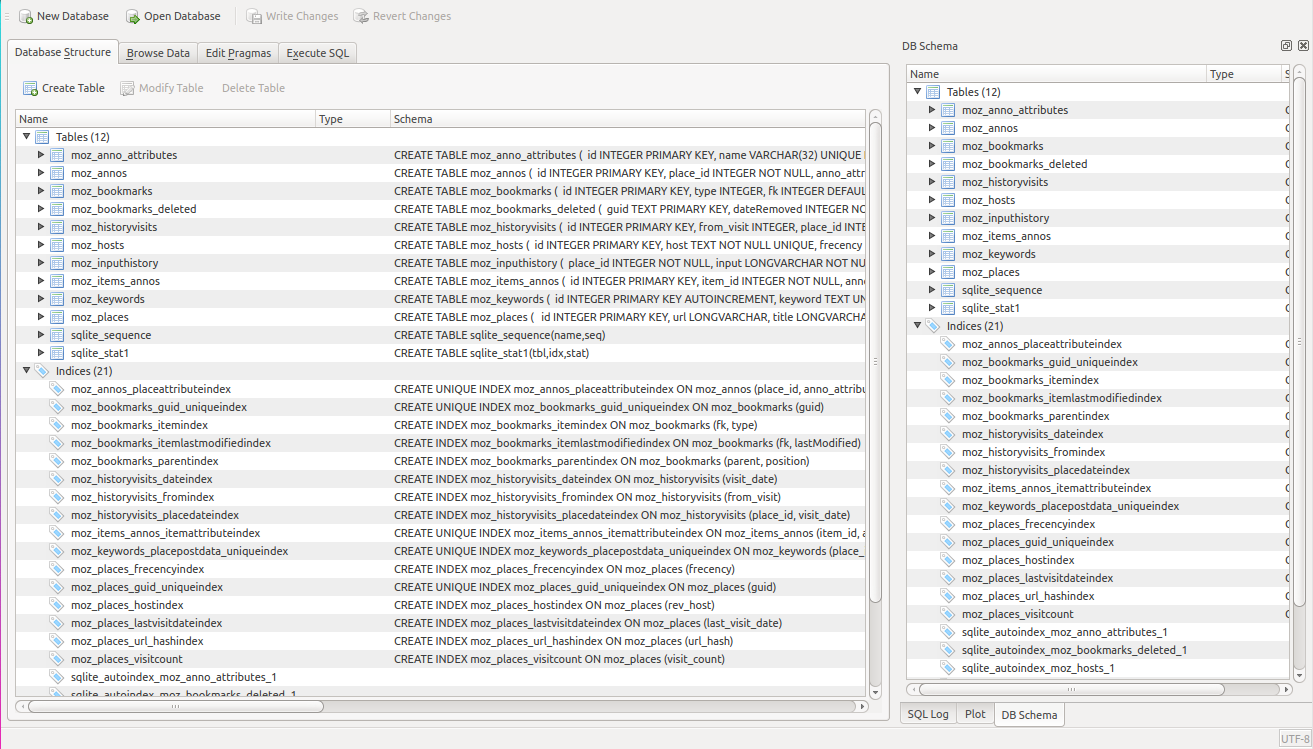 New Database Open Database Write Changes Revert Changes
Database Structure Browse Data Edit Pragmas Execute SQL
Create Table Modify Table Delete Table
Name Type Schema
Tables (12)
moz_anno_attributes CREATE TABLE moz_anno_attributes ( id INTEGER PRIMARY KEY, name VARCHAR(32) UNIQUE
moz_annos CREATE TABLE moz_annos ( id INTEGER PRIMARY KEY, place_id INTEGER NOT NULL, anno_attr
moz_bookmarks CREATE TABLE moz_bookmarks ( id INTEGER PRIMARY KEY, type INTEGER, fk INTEGER DEFAUL
moz_bookmarks_deleted CREATE TABLE moz_bookmarks_deleted ( guid TEXT PRIMARY KEY, dateRemoved INTEGER NO
moz_historyvisits CREATE TABLE moz_historyvisits ( id INTEGER PRIMARY KEY, from_visit INTEGER, place_id INTE
moz_hosts CREATE TABLE moz_hosts ( id INTEGER PRIMARY KEY, host TEXT NOT NULL UNIQUE, frecency
moz_inputhistory CREATE TABLE moz_inputhistory ( place_id INTEGER NOT NULL, input LONGVARCHAR NOT NU
moz_items_annos CREATE TABLE moz_items_annos ( id INTEGER PRIMARY KEY, item_id INTEGER NOT NULL, ann
moz_keywords CREATE TABLE moz_keywords ( id INTEGER PRIMARY KEY AUTOINCREMENT, keyword TEXT UN
moz_places CREATE TABLE moz_places ( id INTEGER PRIMARY KEY, url LONGVARCHAR, title LONGVARCHA
sqlite_sequence CREATE TABLE sqlite_sequence(name,seq)
sqlite_stat1 CREATE TABLE sqlite_stat1(tbl,idx,stat)
Indices (21)
moz_annos_placeattributeindex CREATE UNIQUE INDEX moz_annos_placeattributeindex ON moz_annos (place_id, anno_attribu
moz_bookmarks_guid_uniqueindex CREATE UNIQUE INDEX moz_bookmarks_guid_uniqueindex ON moz_bookmarks (guid)
moz_bookmarks_itemindex CREATE INDEX moz_bookmarks_itemindex ON moz_bookmarks (fk, type)
moz_bookmarks_itemlastmodifiedindex CREATE INDEX moz_bookmarks_itemlastmodifiedindex ON moz_bookmarks (fk, lastModified)
moz_bookmarks_parentindex CREATE INDEX moz_bookmarks_parentindex ON moz_bookmarks (parent, position)
moz_historyvisits_dateindex CREATE INDEX moz_historyvisits_dateindex ON moz_historyvisits (visit_date)
moz_historyvisits_fromindex CREATE INDEX moz_historyvisits_fromindex ON moz_historyvisits (from_visit)
moz_historyvisits_placedateindex CREATE INDEX moz_historyvisits_placedateindex ON moz_historyvisits (place_id, visit_date)
moz_items_annos_itemattributeindex CREATE UNIQUE INDEX moz_items_annos_itemattributeindex ON moz_items_annos (item_id, a
moz_keywords_placepostdata_uniqueindex CREATE UNIQUE INDEX moz_keywords_placepostdata_uniqueindex ON moz_keywords (place_
moz_places_frecencyindex CREATE INDEX moz_places_frecencyindex ON moz_places (frecency)
moz_places_guid_uniqueindex CREATE UNIQUE INDEX moz_places_guid_uniqueindex ON moz_places (guid)
moz_places_hostindex CREATE INDEX moz_places_hostindex ON moz_places (rev_host)
moz_places_lastvisitdateindex CREATE INDEX moz_places_lastvisitdateindex ON moz_places (last_visit_date)
moz_places_url_hashindex CREATE INDEX moz_places_url_hashindex ON moz_places (url_hash)
moz_places_visitcount CREATE INDEX moz_places_visitcount ON moz_places (visit_count)
sqlite_autoindex_moz_anno_attributes_1
sqlite_autoindex_moz_bookmarks_deleted_1
DB Schema
Name Type S
Tables (12)
moz_anno_attributes C
moz_annos C
moz_bookmarks C
moz_bookmarks_deleted C
moz_historyvisits C
moz_hosts C
moz_inputhistory C
moz_items_annos C
moz_keywords C
moz_places C
sqlite_sequence C
sqlite_stat1 C
Indices (21)
moz_annos_placeattributeindex C
moz_bookmarks_guid_uniqueindex C
moz_bookmarks_itemindex C
moz_bookmarks_itemlastmodifiedindex C
moz_bookmarks_parentindex C
moz_historyvisits_dateindex C
moz_historyvisits_fromindex C
moz_historyvisits_placedateindex C
moz_items_annos_itemattributeindex C
moz_keywords_placepostdata_uniqueindex C
moz_places_frecencyindex C
moz_places_guid_uniqueindex C
moz_places_hostindex C
moz_places_lastvisitdateindex C
moz_places_url_hashindex C
moz_places_visitcount C
sqlite_autoindex_moz_anno_attributes_1
sqlite_autoindex_moz_bookmarks_deleted_1
sqlite_autoindex_moz_hosts_1
SQL Log Plot DB Schema
UTF-8